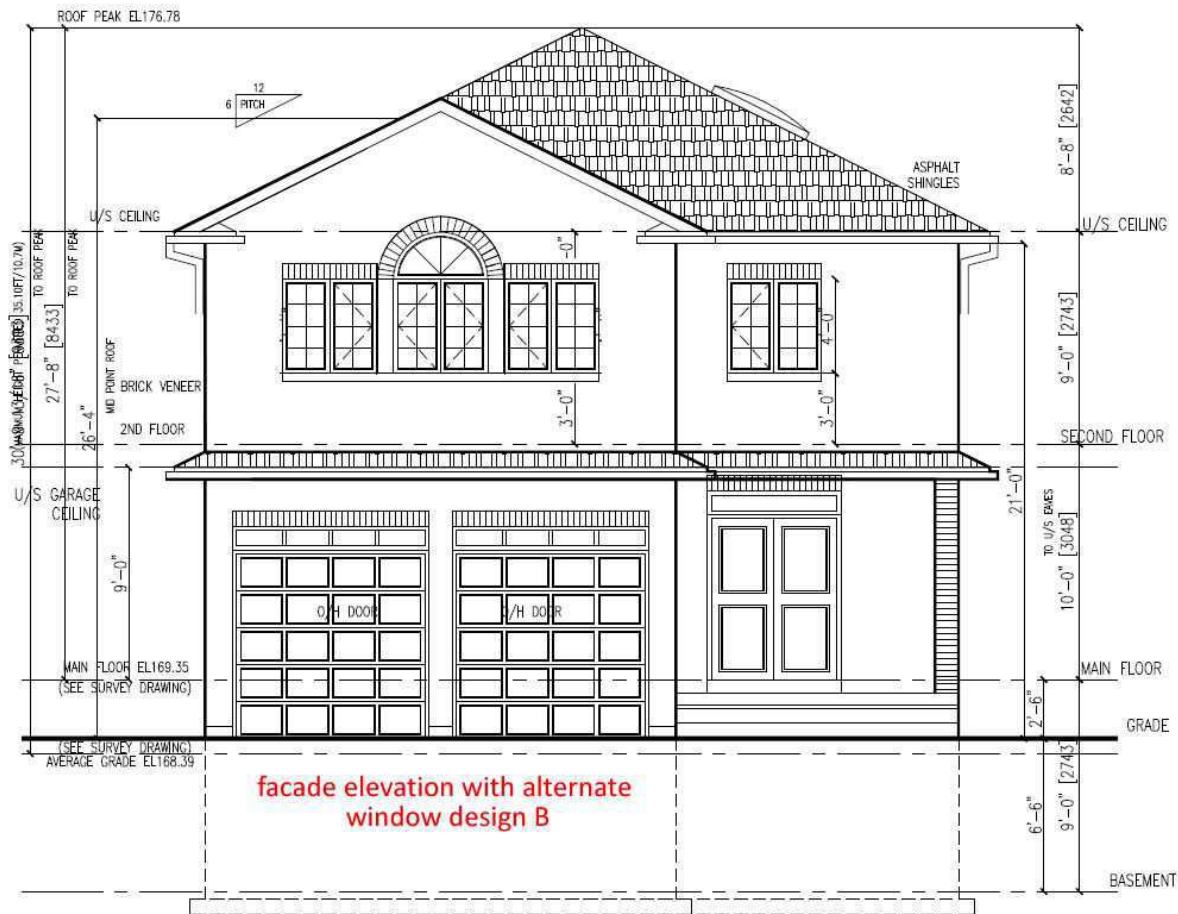 ROOF PEAK EL176.78
12
6 PITCH
8'-8" [2642]
ASPHALT
SHINGLES
U/S CEILING
U/S CEILING
TO ROOF PEAK
TO ROOF PEAK
27'-8" [8433]
26'-4"
MID POINT ROOF
BRICK VENEER
2ND FLOOR
-0"
3'-0"
4'-0
3'-0"
9'-0" [2743]
SECOND FLOOR
U/S GARAGE
CEILING
9'-0"
O/H DOOR
O/H DOOR
21'-0"
TO U/S EAVES
10'-0" [3048]
MAIN FLOOR EL169.35
(SEE SURVEY DRAWING)
MAIN FLOOR
2'-6"
GRADE
(SEE SURVEY DRAWING)
AVERAGE GRADE EL168.39
facade elevation with alternate
window design B
6'-6"
9'-0" [2743]
BASEMENT